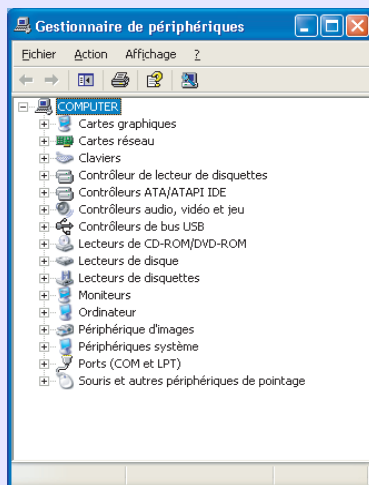 Gestionnaire de périphériques
Fichier Action Affichage ?
COMPUTER
Cartes graphiques
Cartes réseau
Claviers
Contrôleur de lecteur de disquettes
Contrôleurs ATA/ATAPI IDE
Contrôleurs audio, vidéo et jeu
Contrôleurs de bus USB
Lecteurs de CD-ROM/DVD-ROM
Lecteurs de disque
Lecteurs de disquettes
Moniteurs
Ordinateur
Périphérique d'images
Périphériques système
Ports (COM et LPT)
Souris et autres périphériques de pointage